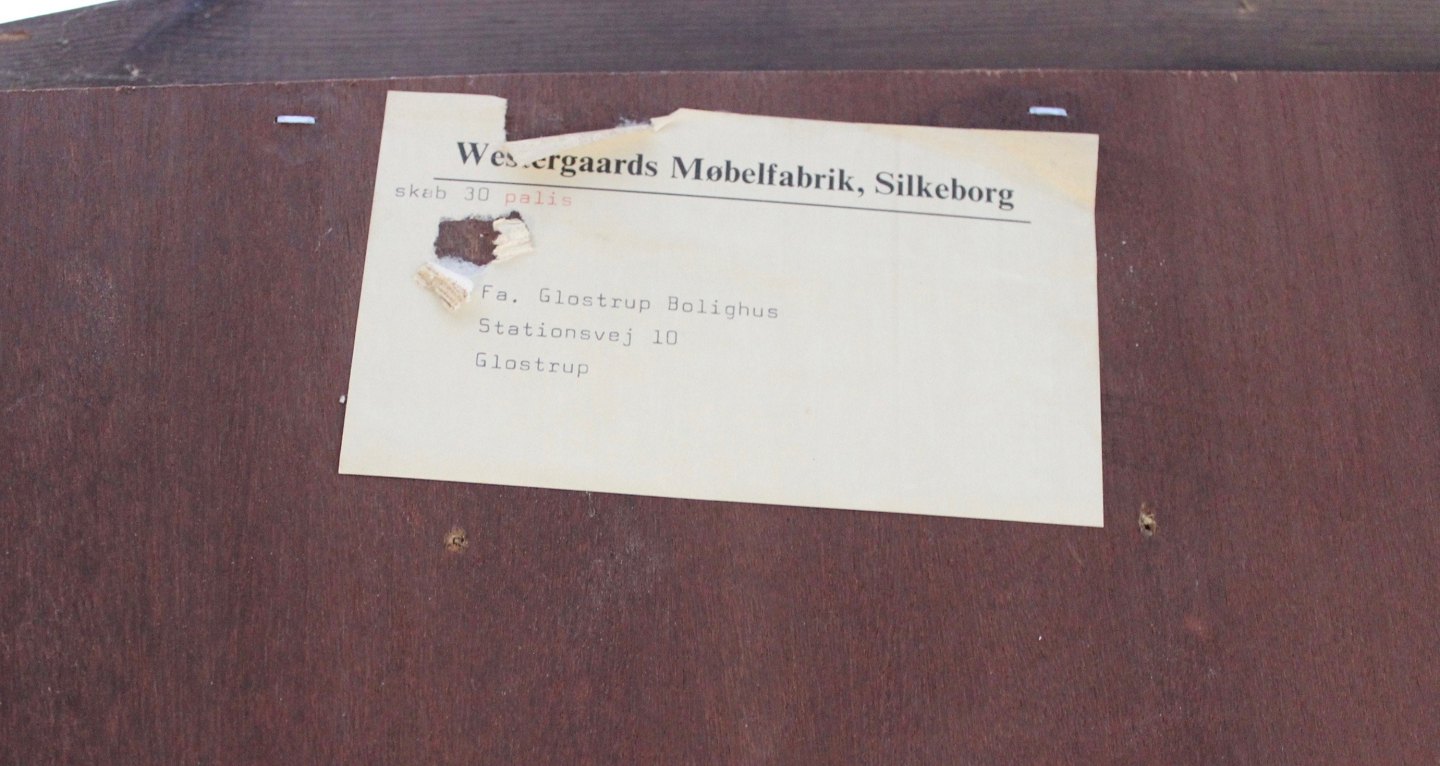 Westergaards Møbelfabrik, Silkeborg
skab 30 palis
Fa. Glostrup Bolighus
Stationsvej 10
Glostrup